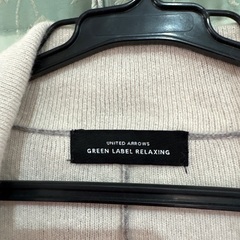 UNITED ARROWS
GREEN LABEL RELAXING